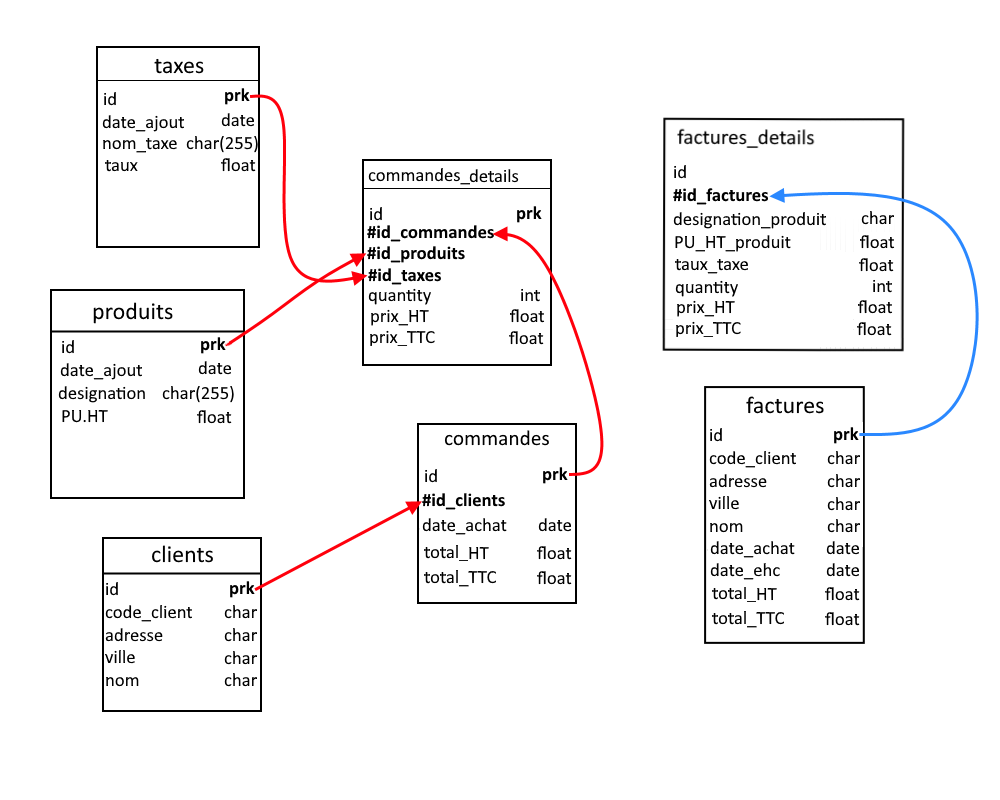 taxes
id prk
date_ajout date
nom_taxe char(255)
taux float
produits
id prk
date_ajout date
designation char(255)
PU.HT float
clients
id prk
code_client char
adresse char
ville char
nom char
commandes_details
id prk
#id_commandes
#id_produits
#id_taxes
quantity int
prix_HT float
prix_TTC float
commandes
id prk
#id_clients
date_achat date
total_HT float
total_TTC float
factures_details
id
#id_factures
designation_produit char
PU_HT_produit float
taux_taxe float
quantity int
prix_HT float
prix_TTC float
factures
id prk
code_client char
adresse char
ville char
nom char
date_achat date
date_ehc date
total_HT float
total_TTC float